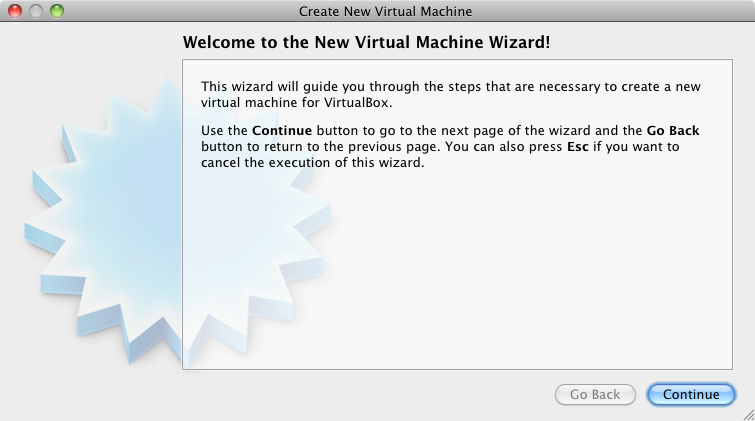 Create New Virtual Machine
Welcome to the New Virtual Machine Wizard!
This wizard will guide you through the steps that are necessary to create a new
virtual machine for VirtualBox.
Use the Continue button to go to the next page of the wizard and the Go Back
button to return to the previous page. You can also press Esc if you want to
cancel the execution of this wizard.
Go Back
Continue